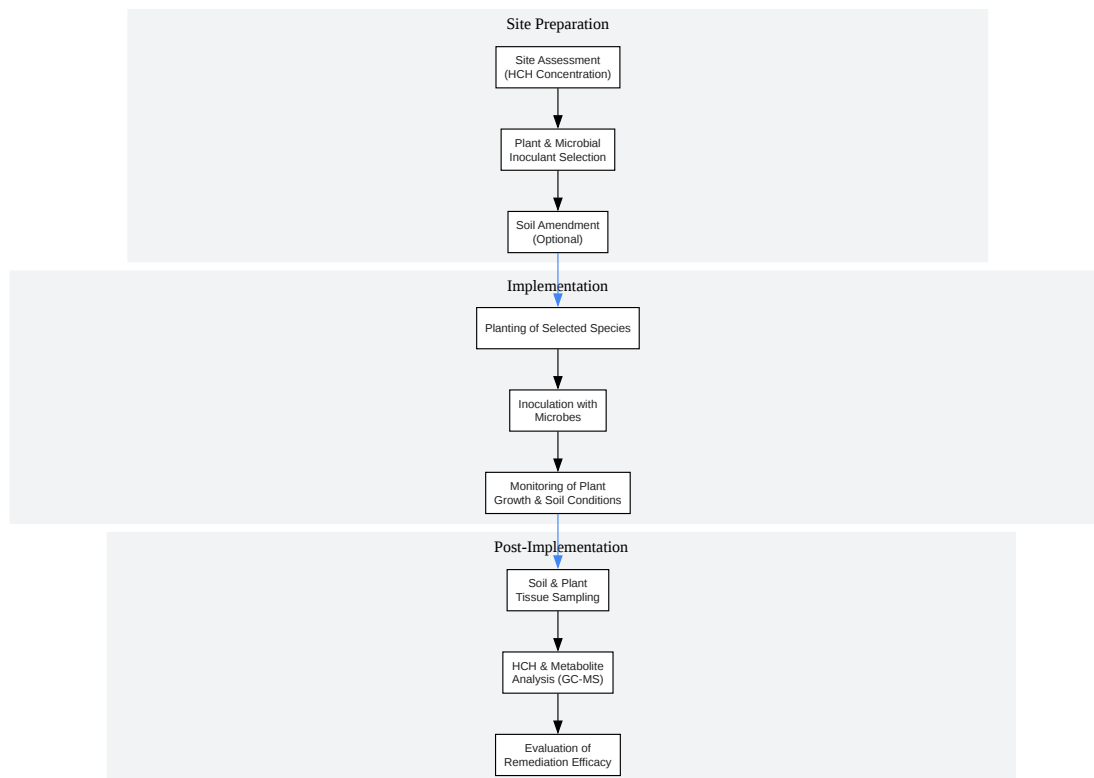 Site Preparation
Site Assessment
(HCH Concentration)
Plant & Microbial
Inoculant Selection
Soil Amendment
(Optional)
Implementation
Planting of Selected Species
Inoculation with
Microbes
Monitoring of Plant
Growth & Soil Conditions
Post-Implementation
Soil & Plant
Tissue Sampling
HCH & Metabolite
Analysis (GC-MS)
Evaluation of
Remediation Efficacy